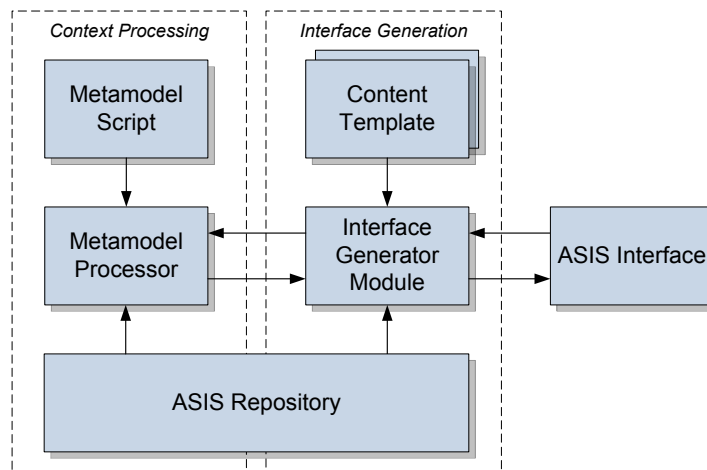 Context Processing
Interface Generation
Metamodel
Script
Content
Template
Metamodel
Processor
Interface
Generator
Module
ASIS Interface
ASIS Repository